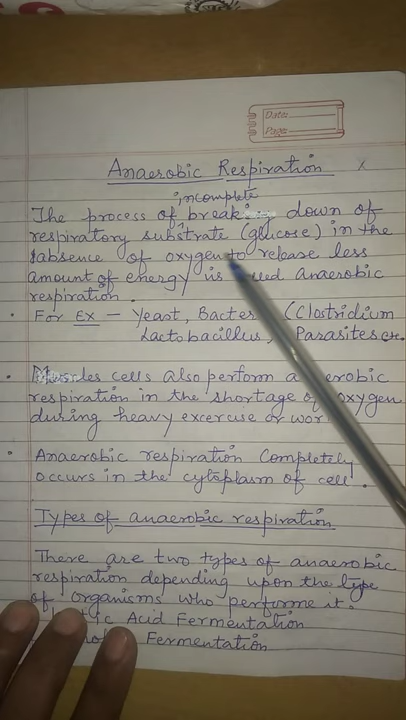 Date:
Page:
Anaerobic Respiration x
incomplete
The process of break down of
respiratory substrate (glucose) in the
absence of oxygen to release less
amount of energy is anaerobic
respiration.
• For Ex – Yeast, (Clostridium
Lactobacillus, Parasites etc.
• Muscles cells also perform
respiration in the shortage of oxygen
during heavy excercise or
• Anaerobic respiration Completely
occurs in the cytoplasm of cell.
Types of anaerobic respiration
There are two types of anaerobic
respiration depending upon the type
of organisms who performe it.
Acid Fermentation
Fermentation